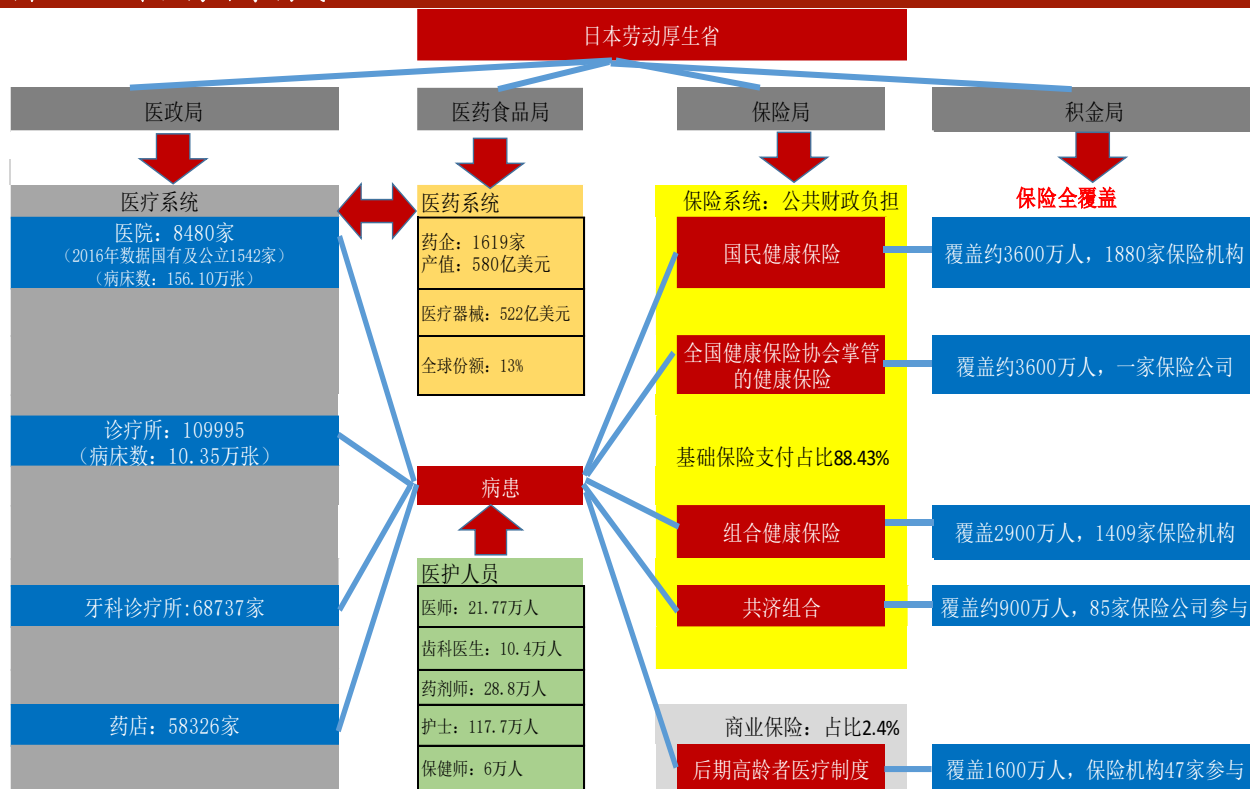 日本劳动厚生省
医政局
医药食品局
保险局
积金局
医疗系统
医院：8480家
（2016年数据国有及公立1542家）
（病床数：156.10万张）
诊疗所：109995
（病床数：10.35万张）
牙科诊疗所:68737家
药店：58326家
医药系统
药企：1619家
产值：580亿美元
医疗器械：522亿美元
全球份额：13%
病患
医护人员
医师：21.77万人
齿科医生：10.4万人
药剂师：28.8万人
护士：117.7万人
保健师：6万人
保险系统：公共财政负担
国民健康保险
全国健康保险协会掌管
的健康保险
基础保险支付占比88.43%
组合健康保险
共济组合
商业保险：占比2.4%
后期高龄者医疗制度
保险全覆盖
覆盖约3600万人，1880家保险机构
覆盖约3600万人，一家保险公司
覆盖2900万人，1409家保险机构
覆盖约900万人，85家保险公司参与
覆盖1600万人，保险机构47家参与